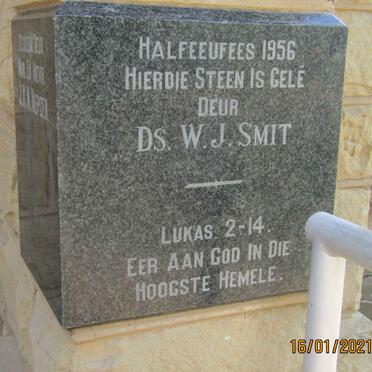 HALFEEUFEES 1956
HIERDIE STEEN IS GELÊ
DEUR
DS. W. J. SMIT
LUKAS 2-14.
EER AAN GOD IN DIE
HOOGSTE HEMELE.
16/01/2021